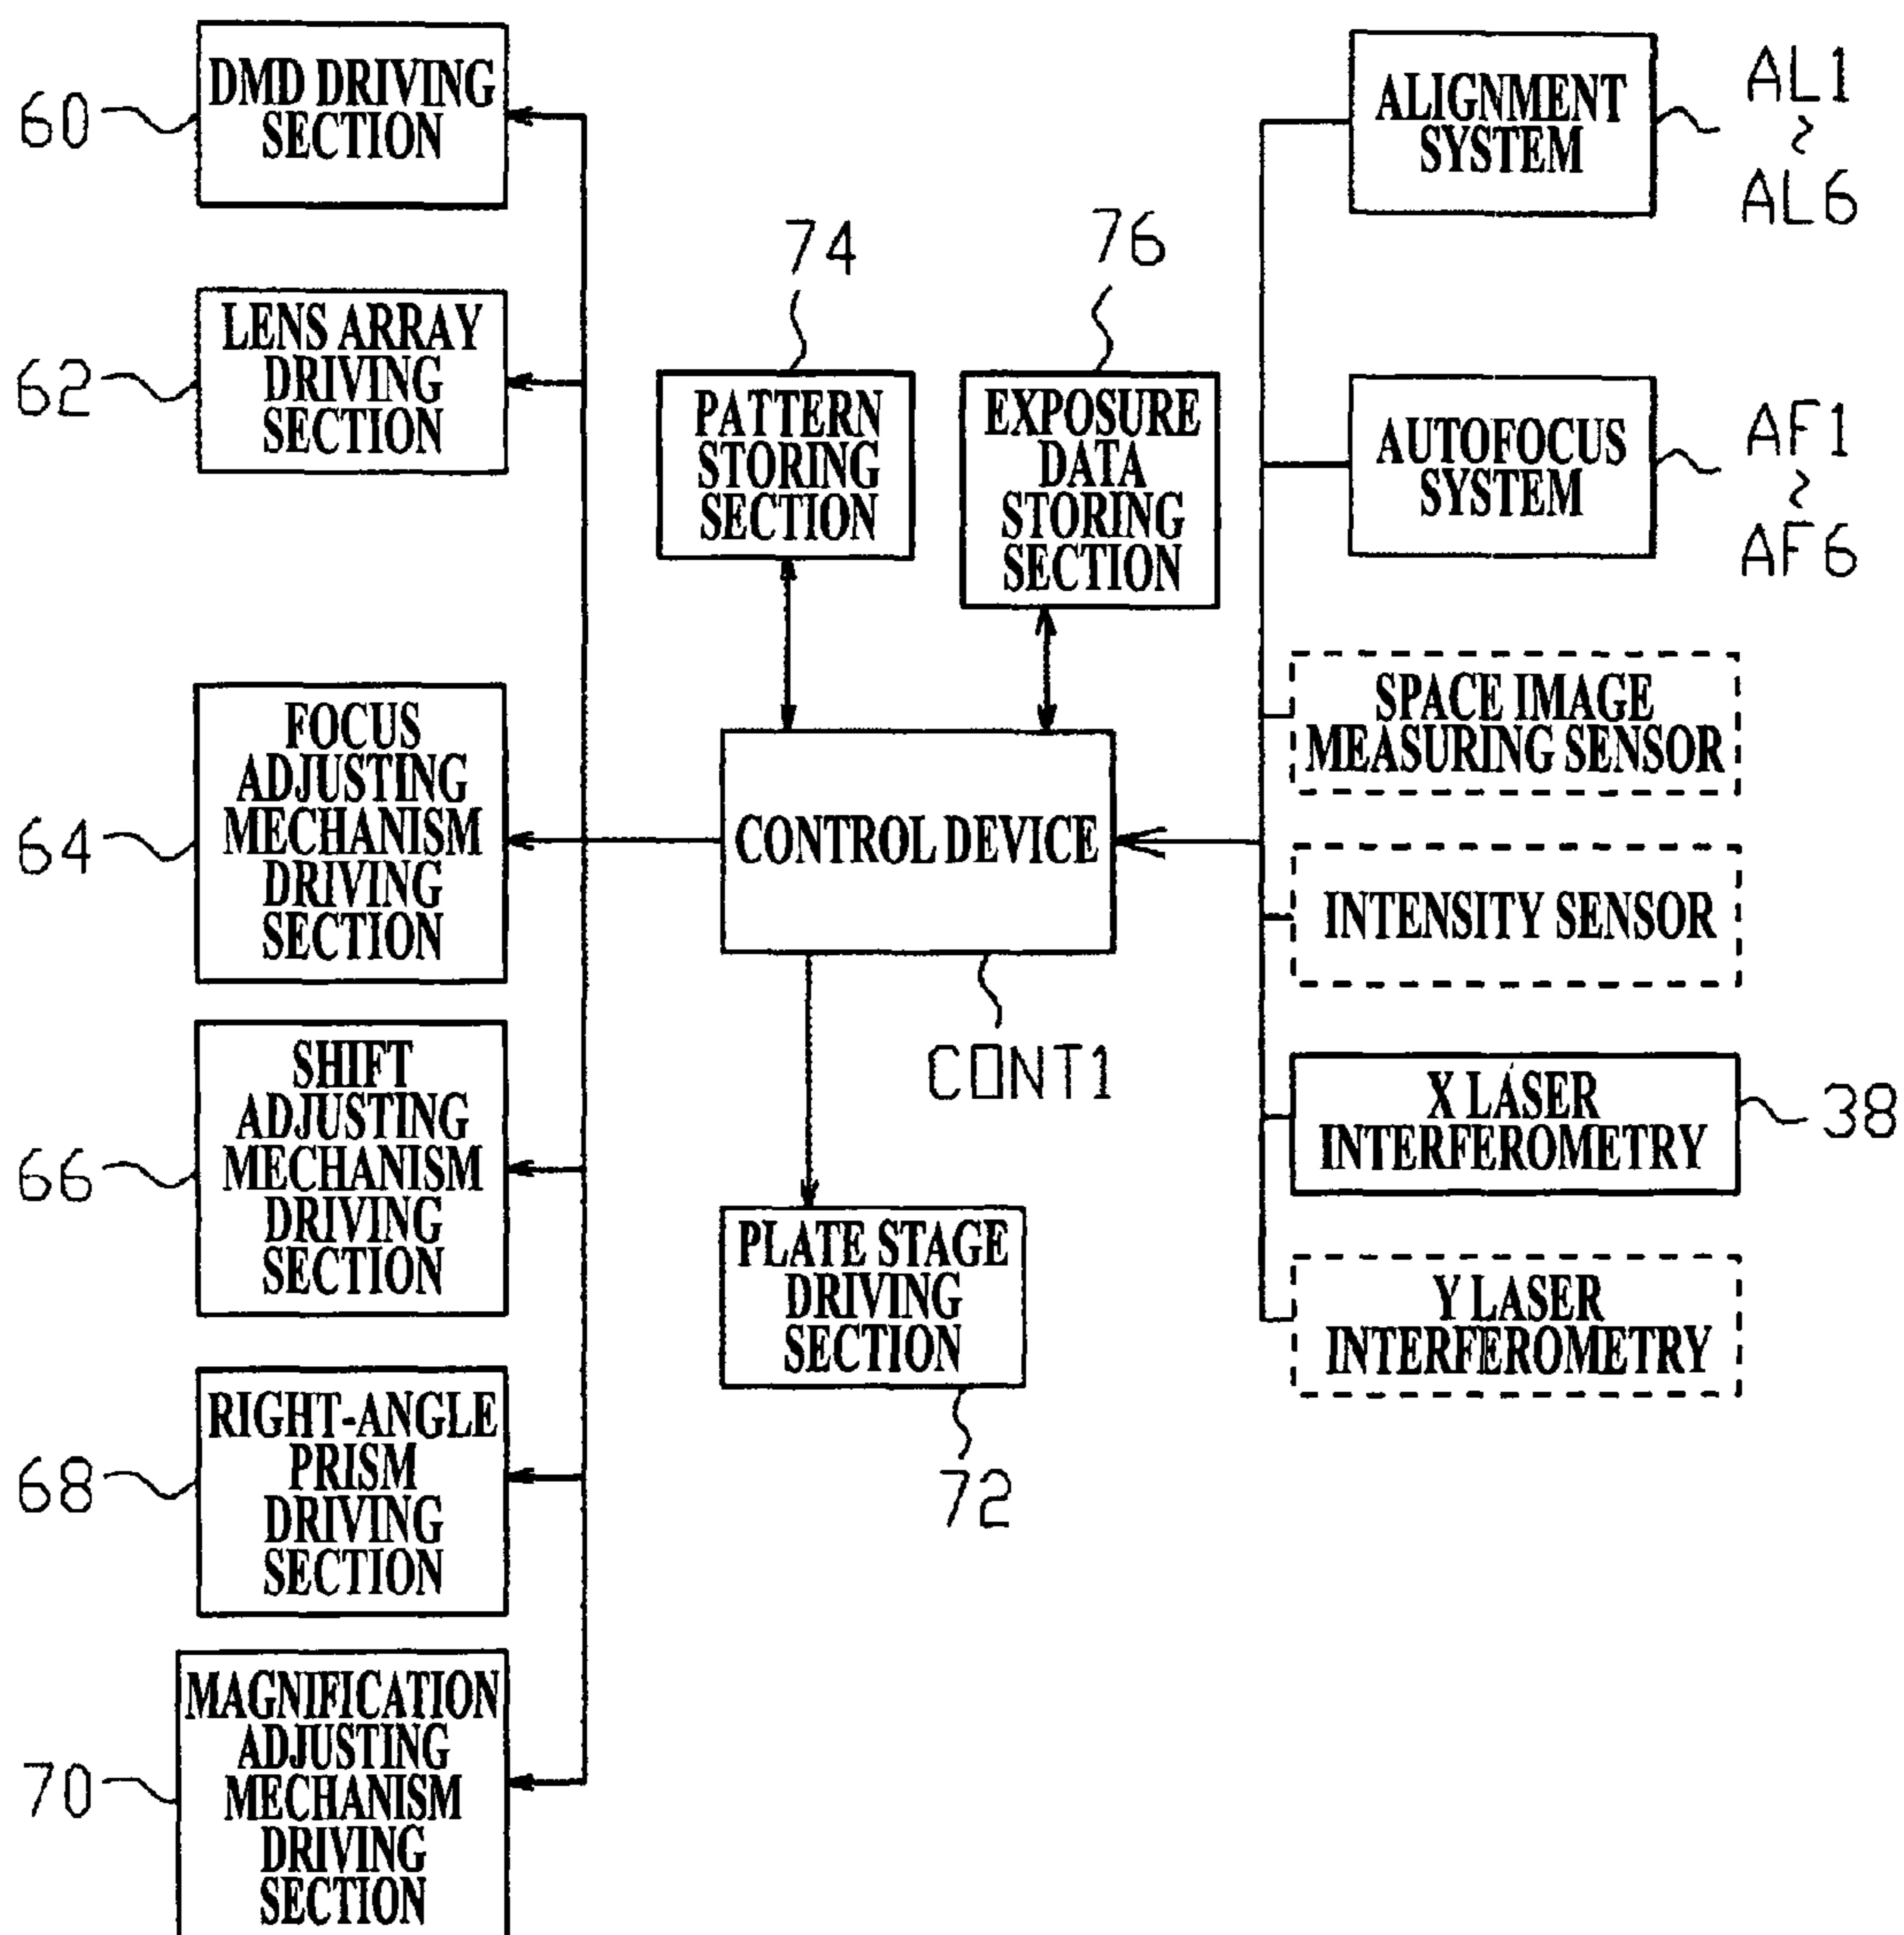 60
DMD DRIVING
SECTION
62
LENS ARRAY
DRIVING
SECTION
64
FOCUS
ADJUSTING
MECHANISM
DRIVING
SECTION
66
SHIFT
ADJUSTING
MECHANISM
DRIVING
SECTION
68
RIGHT-ANGLE
PRISM
DRIVING
SECTION
70
MAGNIFICATION
ADJUSTING
MECHANISM
DRIVING
SECTION
74
PATTERN
STORING
SECTION
76
EXPOSURE
DATA
STORING
SECTION
CONTROL DEVICE
CONT1
PLATE STAGE
DRIVING
SECTION
72
ALIGNMENT
SYSTEM
AL1
~
AL6
AUTOFOCUS
SYSTEM
AF1
~
AF6
SPACE IMAGE
MEASURING SENSOR
INTENSITY SENSOR
X LASER
INTERFEROMETRY
38
Y LASER
INTERFEROMETRY